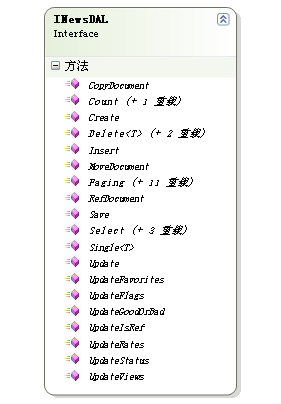 INewsDAL
Interface
方法
CopyDocument
Count (+ 1 重载)
Create
Delete<T> (+ 2 重载)
Insert
MoveDocument
Paging (+ 11 重载)
RefDocument
Save
Select (+ 3 重载)
Single<T>
Update
UpdateFavorites
UpdateFlags
UpdateGoodOrBad
UpdateIsRef
UpdateRates
UpdateStatus
UpdateViews